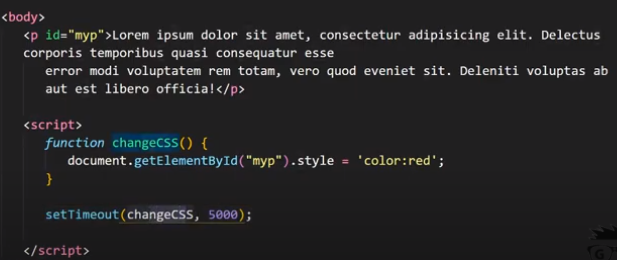 <body>
<p id="myp">Lorem ipsum dolor sit amet, consectetur adipisicing elit. Delectus
corporis temporibus quasi consequatur esse
error modi voluptatem rem totam, vero quod eveniet sit. Deleniti voluptas ab
aut est libero officia!</p>
<script>
function changeCSS() {
document.getElementById("myp").style = 'color:red';
}
setTimeout(changeCSS, 5000);
</script>